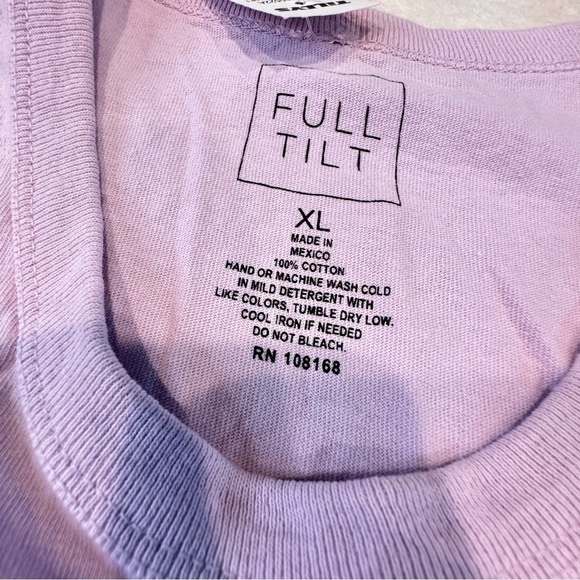 FULL
TILT
XL
MADE IN
MEXICO
100% COTTON
HAND OR MACHINE WASH COLD
IN MILD DETERGENT WITH
LIKE COLORS, TUMBLE DRY LOW.
COOL IRON IF NEEDED
DO NOT BLEACH.
RN 108168